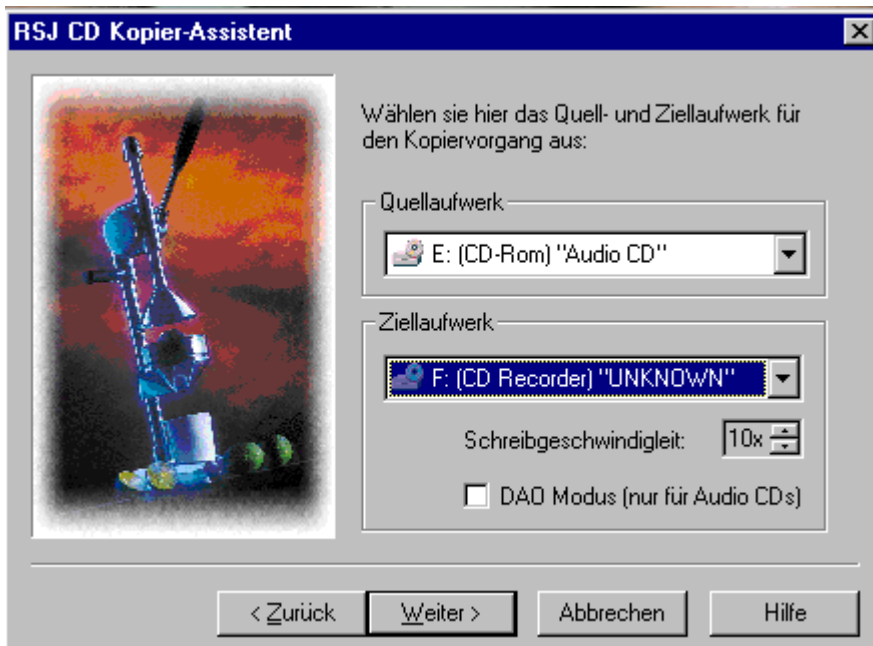 RSJ CD Kopier-Assistent
Wählen sie hier das Quell- und Ziellaufwerk für
den Kopiervorgang aus:
Quellaufwerk
E: (CD-Rom) "Audio CD"
Ziellaufwerk
F: (CD Recorder) "UNKNOWN"
Schreibgeschwindigleit: 10x
DAO Modus (nur für Audio CDs)
< Zurück Weiter > Abbrechen Hilfe